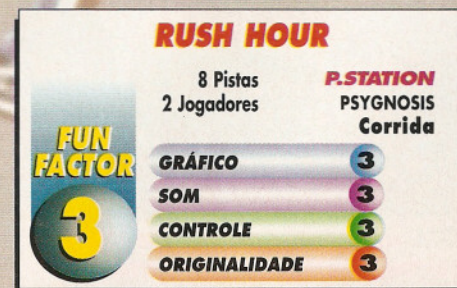 RUSH HOUR
8 Pistas
2 Jogadores
P.STATION
PSYGNOSIS
Corrida
FUN
FACTOR
3
GRÁFICO 3
SOM 3
CONTROLE 3
ORIGINALIDADE 3